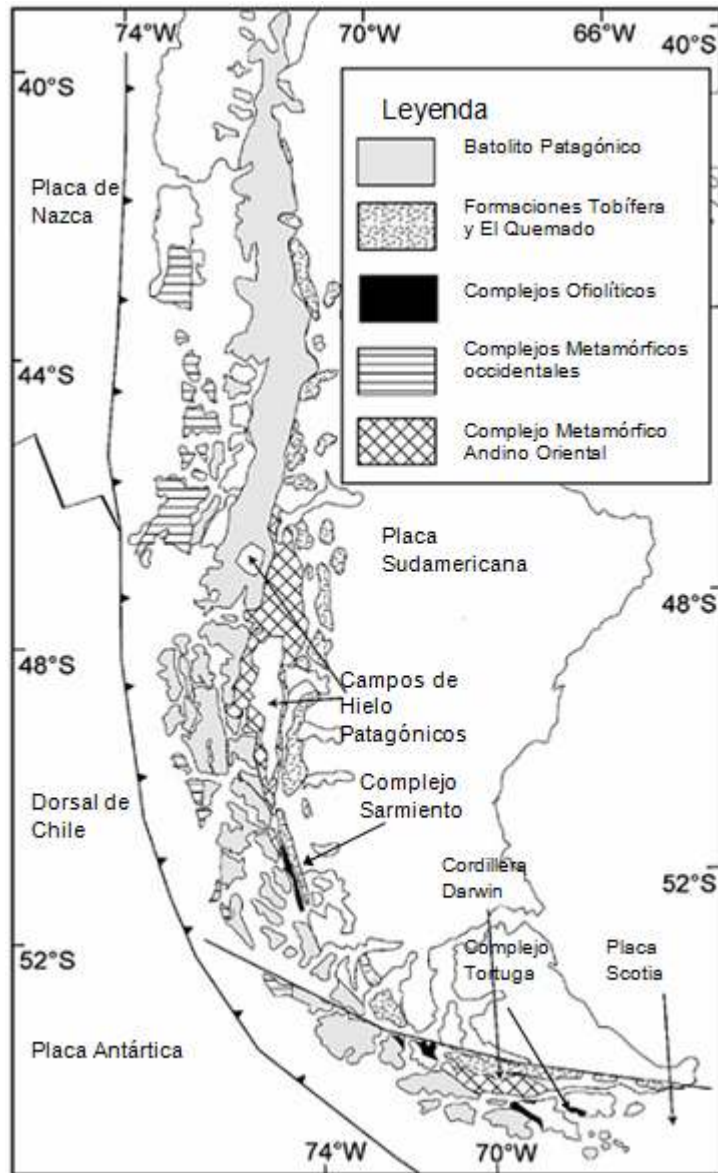 74°W
70°W
66°W
40°S
40°S
Leyenda
Batolito Patagónico
Formaciones Tobífera
y El Quemado
Complejos Ofiolíticos
Complejos Metamórficos
occidentales
Complejo Metamórfico
Andino Oriental
Placa de
Nazca
44°S
Placa
Sudamericana
48°S
48°S
Campos de
Hielo
Patagónicos
Complejo
Sarmiento
Dorsal de
Chile
Cordillera
Darwin
52°S
52°S
Complejo
Tortuga
Placa
Scotia
Placa Antártica
74°W
70°W